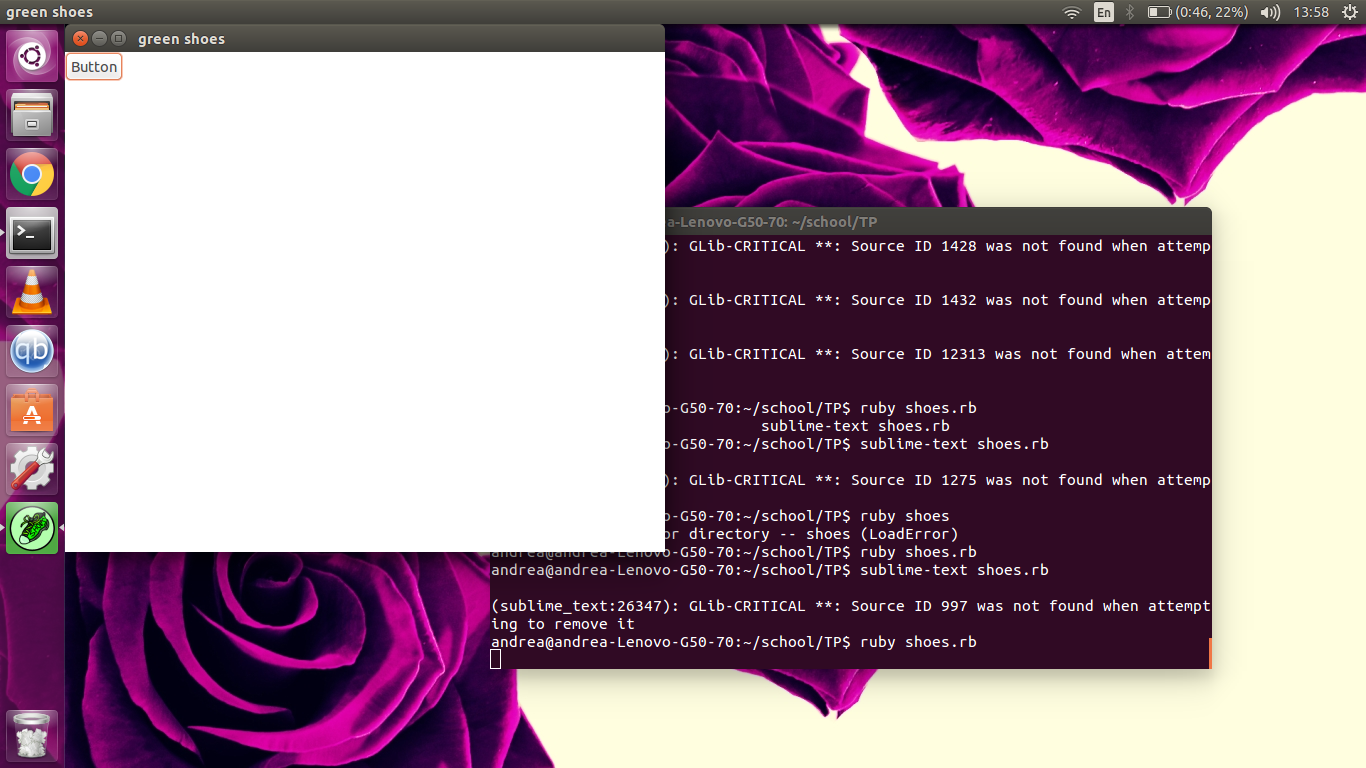 green shoes
En
(0:46, 22%)
13:58
green shoes
Button
a-Lenovo-G50-70: ~/school/TP
): GLib-CRITICAL **: Source ID 1428 was not found when attemp
): GLib-CRITICAL **: Source ID 1432 was not found when attemp
): GLib-CRITICAL **: Source ID 12313 was not found when attem
o-G50-70:~/school/TP$ ruby shoes.rb
sublime-text shoes.rb
o-G50-70:~/school/TP$ sublime-text shoes.rb
): GLib-CRITICAL **: Source ID 1275 was not found when attemp
o-G50-70:~/school/TP$ ruby shoes
or directory -- shoes (LoadError)
andrea@andrea-Lenovo-G50-70:~/school/TP$ ruby shoes.rb
andrea@andrea-Lenovo-G50-70:~/school/TP$ sublime-text shoes.rb
(sublime_text:26347): GLib-CRITICAL **: Source ID 997 was not found when attempt
ing to remove it
andrea@andrea-Lenovo-G50-70:~/school/TP$ ruby shoes.rb
qb